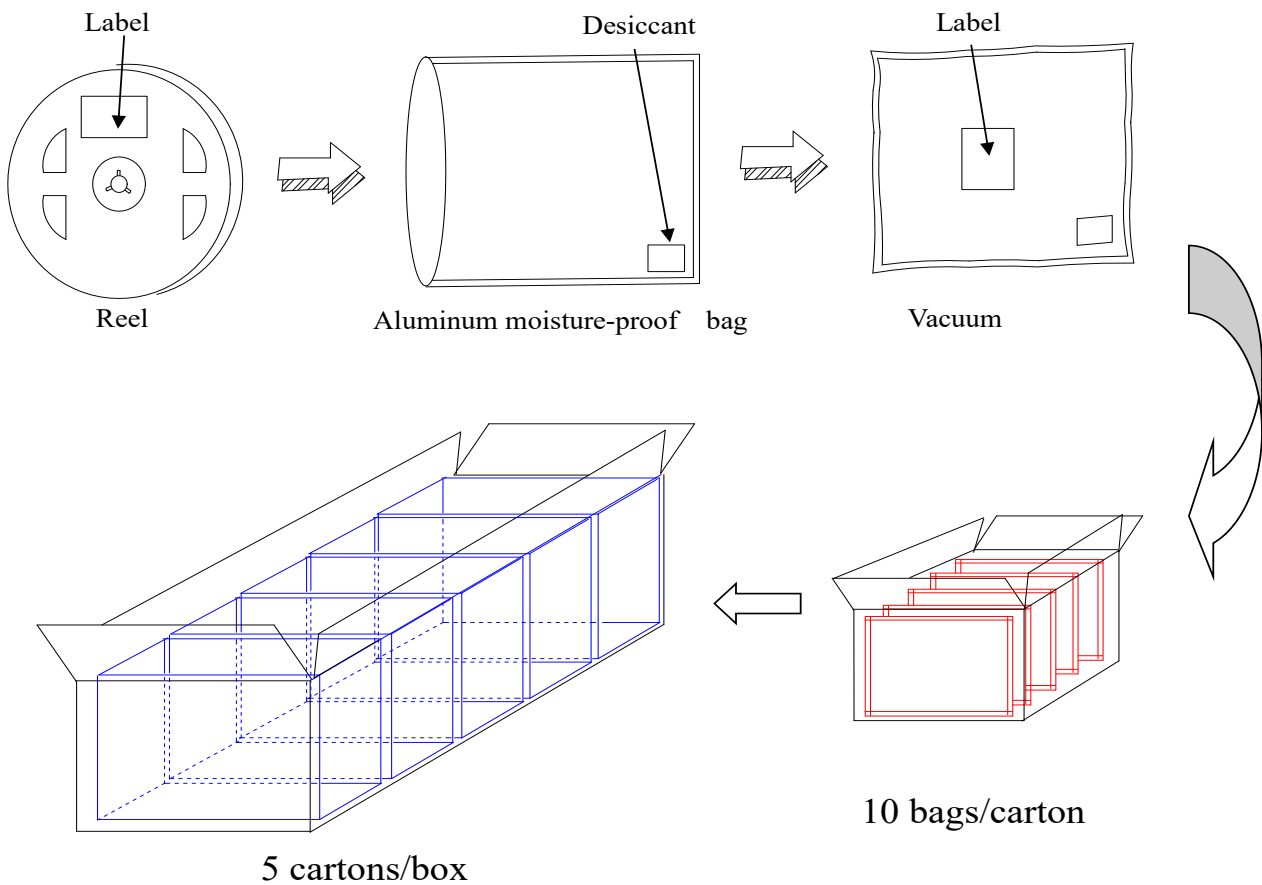 Label
Desiccant
Label
Reel
Aluminum moisture-proof bag
Vacuum
10 bags/carton
5 cartons/box